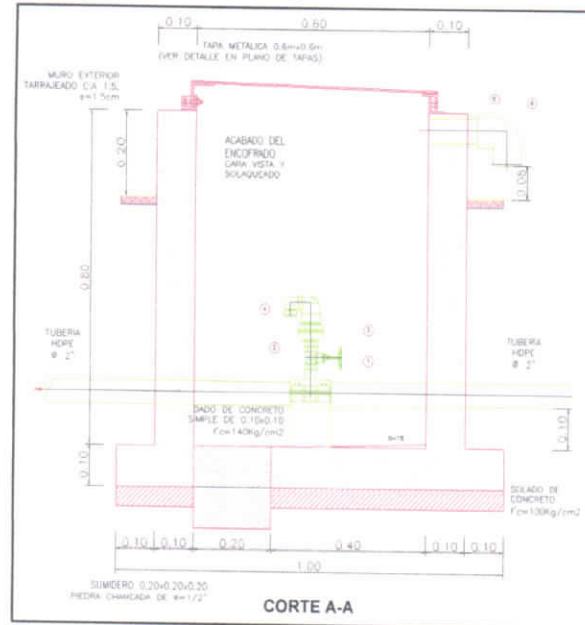 0.10 0.60 0.10
TAPA METALICA 0.6m×0.6m
(VER DETALLE EN PLANO DE TAPAS)
MURO EXTERIOR
TARRAJEADO C:A 1:5,
e=1.5cm
ACABADO DEL
ENCOFRADO
CARA VISTA Y
SOLAQUEADO
0.20
0.08
0.80
TUBERIA
HDPE
Ø 2"
TUBERIA
HDPE
Ø 2"
DADO DE CONCRETO
SIMPLE DE 0.10x0.10
f'c=140Kg/cm2
0.10
0.10
SOLADO DE
CONCRETO
f'c=100Kg/cm2
0.10 0.10 0.20 0.40 0.10 0.10
1.00
SUMIDERO 0.20x0.20x0.20
PIEDRA CHANCADA DE ø=1/2"
CORTE A-A